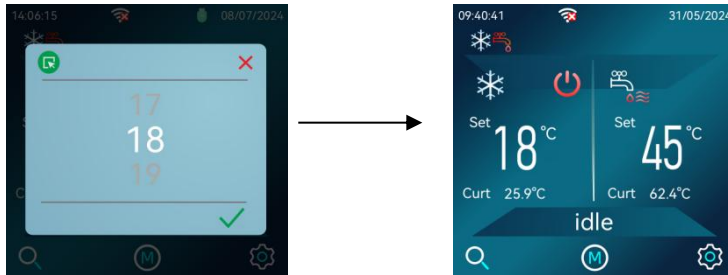 14:06:15 08/07/2024
17
18
19
M
09:40:41 31/05/2024
Set 18°C Set 45°C
Curt 25.9°C Curt 62.4°C
idle
M